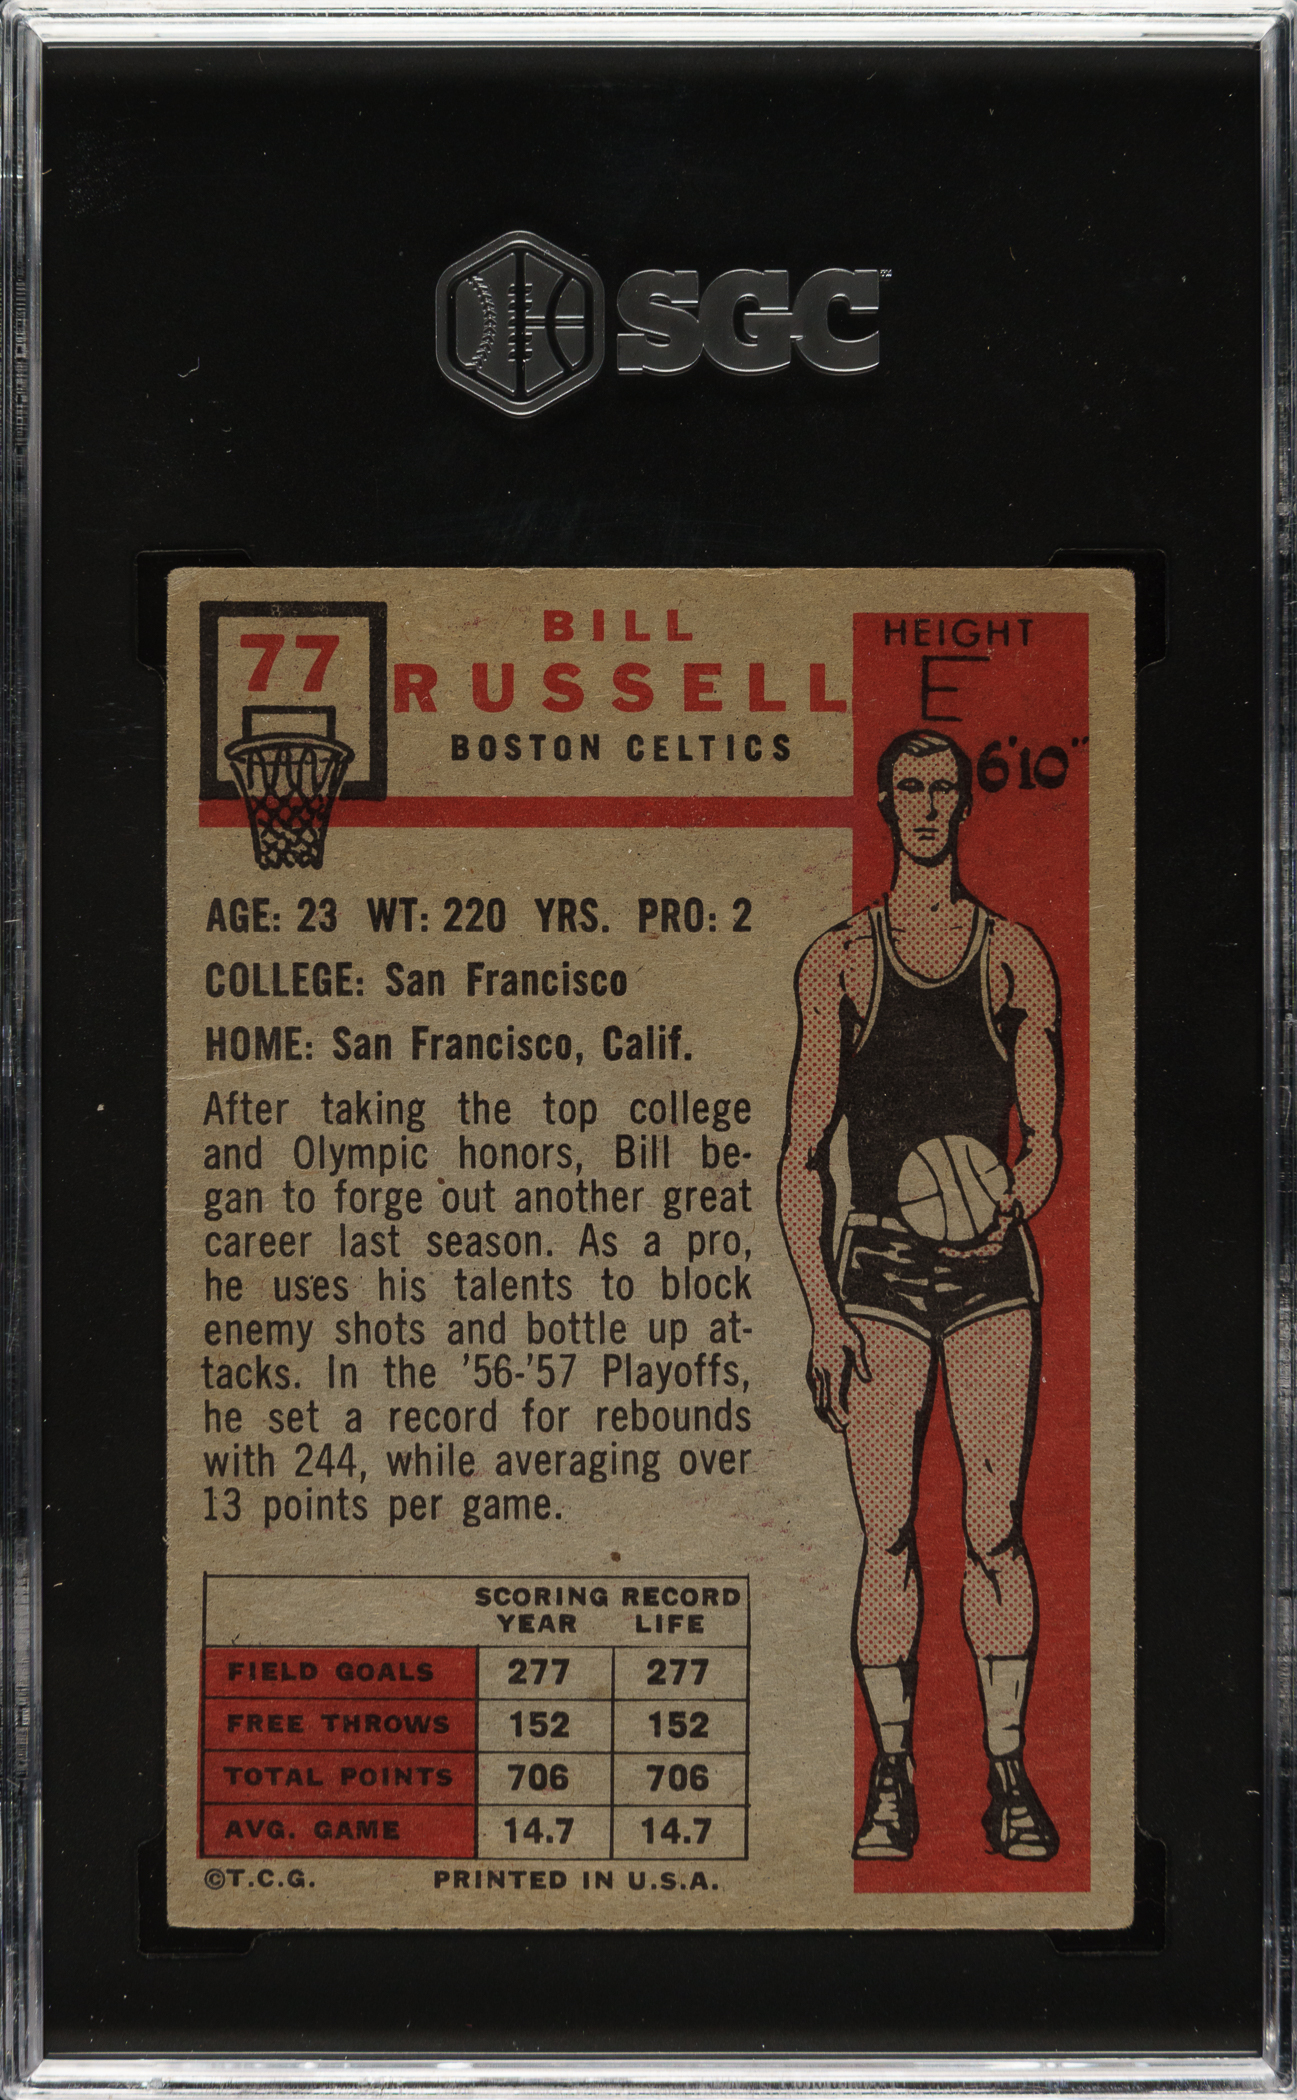 SGC™
77
BILL
RUSSELL
BOSTON CELTICS
HEIGHT
6'10"
AGE: 23 WT: 220 YRS. PRO: 2
COLLEGE: San Francisco
HOME: San Francisco, Calif.
After taking the top college
and Olympic honors, Bill be-
gan to forge out another great
career last season. As a pro,
he uses his talents to block
enemy shots and bottle up at-
tacks. In the '56-'57 Playoffs,
he set a record for rebounds
with 244, while averaging over
13 points per game.
SCORING RECORD
YEAR LIFE
FIELD GOALS 277 277
FREE THROWS 152 152
TOTAL POINTS 706 706
AVG. GAME 14.7 14.7
©T.C.G. PRINTED IN U.S.A.